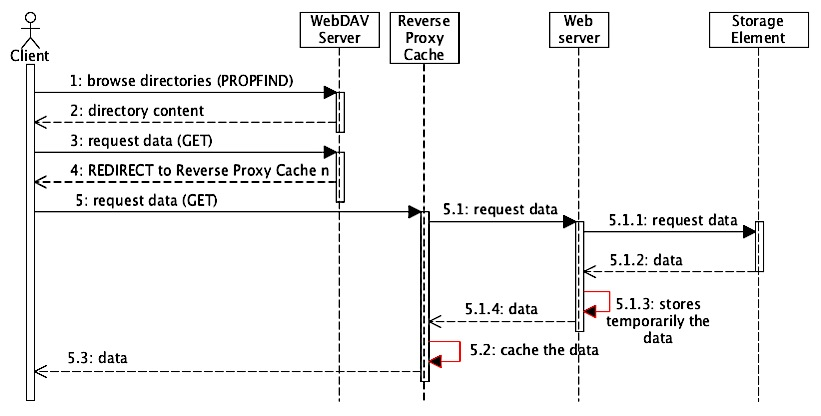 WebDAV
Server
Reverse
Proxy
Cache
Web
server
Storage
Element
Client
1: browse directories (PROPFIND)
2: directory content
3: request data (GET)
4: REDIRECT to Reverse Proxy Cache n
5: request data (GET)
5.1: request data
5.1.1: request data
5.1.2: data
5.1.3: stores
temporarily the
data
5.1.4: data
5.2: cache the data
5.3: data